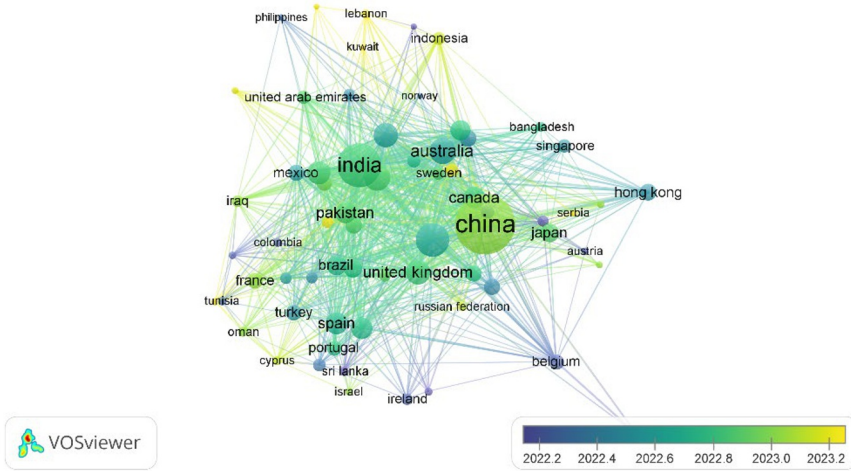 philippines
lebanon
kuwait
indonesia
united arab emirates
norway
bangladesh
australia
singapore
india
sweden
mexico
hong kong
canada
iraq
pakistan
serbia
china
japan
colombia
austria
brazil
united kingdom
france
tunisia
russian federation
turkey
spain
oman
portugal
cyprus
sri lanka
belgium
israel
ireland
VOSviewer
2022.2 2022.4 2022.6 2022.8 2023.0 2023.2